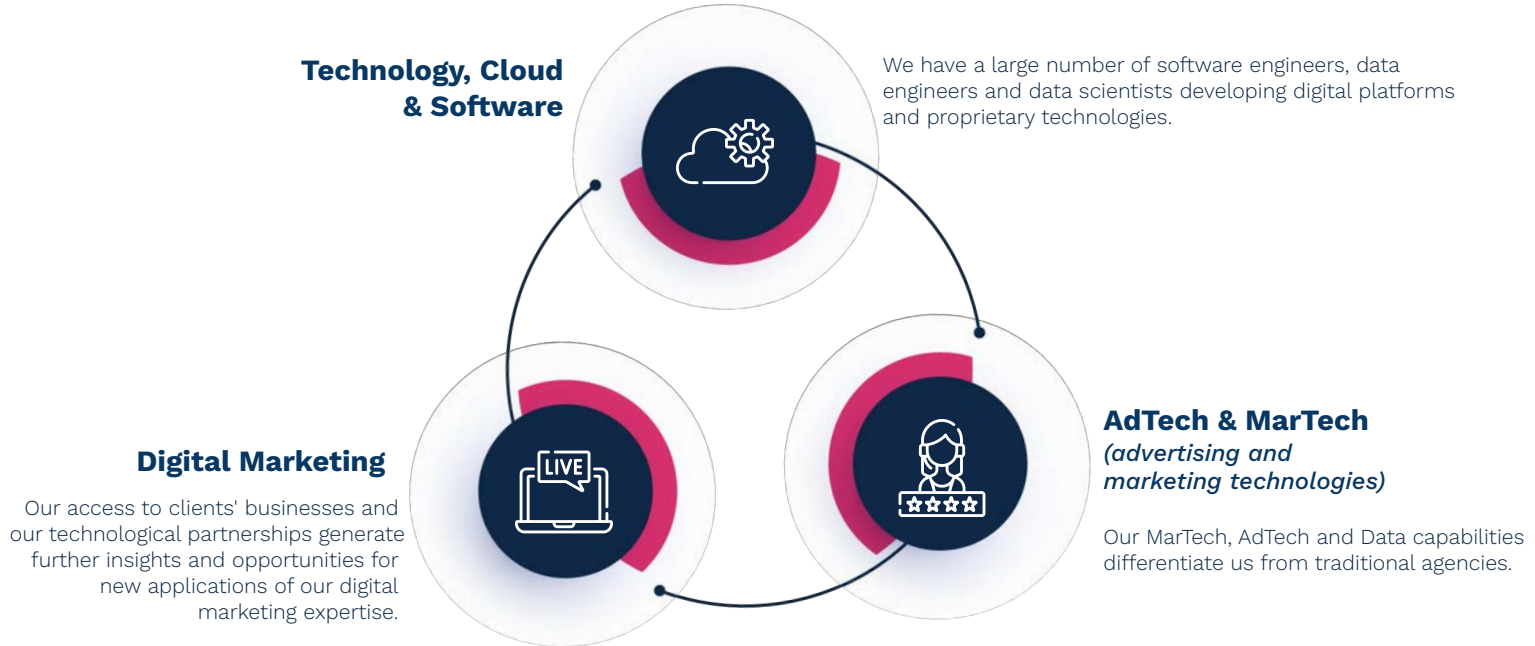 Technology, Cloud
& Software
We have a large number of software engineers, data
engineers and data scientists developing digital platforms
and proprietary technologies.
AdTech & MarTech
(advertising and
marketing technologies)
Our MarTech, AdTech and Data capabilities
differentiate us from traditional agencies.
Digital Marketing
Our access to clients' businesses and
our technological partnerships generate
further insights and opportunities for
new applications of our digital
marketing expertise.
LIVE